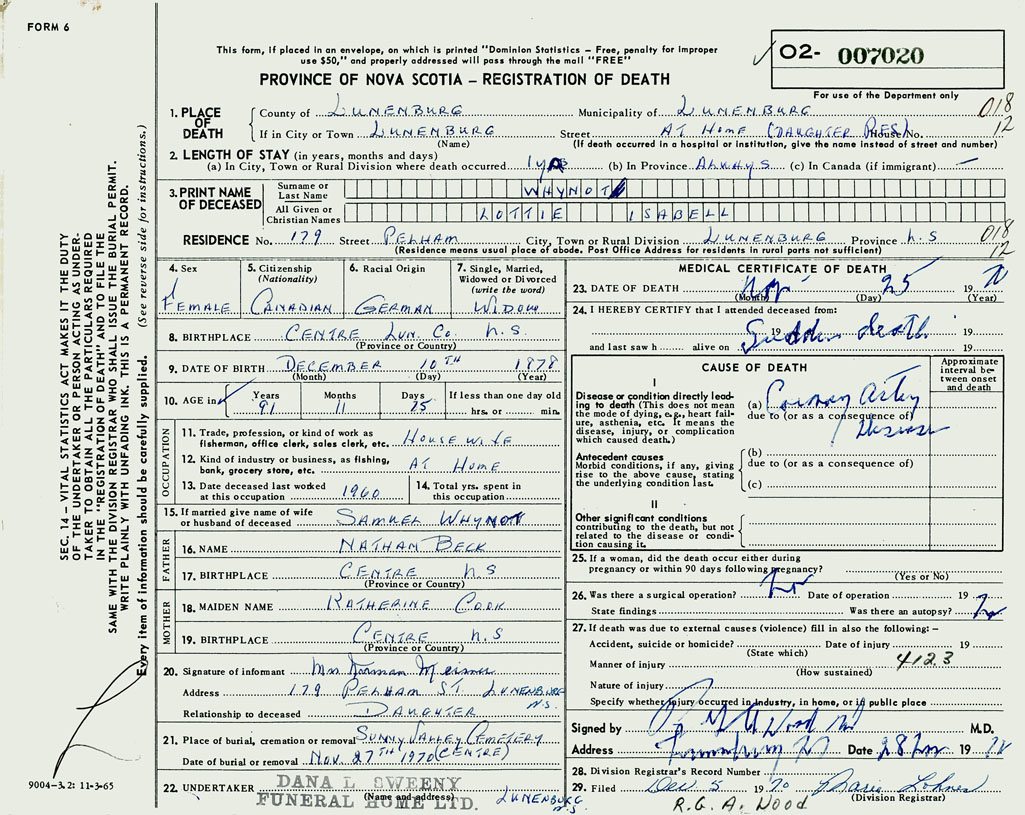 FORM 6
This form, if placed in an envelope, on which is printed "Dominion Statistics – Free, penalty for improper
use $50," and properly addressed will pass through the mail "FREE"
PROVINCE OF NOVA SCOTIA – REGISTRATION OF DEATH
O2- 007020
For use of the Department only
1. PLACE OF DEATH
County of LUNENBURG Municipality of LUNENBURG 018
If in City or Town LUNENBURG Street AT HOME (DAUGHTER RES) House No. 12
(Name) (If death occurred in a hospital or institution, give the name instead of street and number)
2. LENGTH OF STAY (in years, months and days)
(a) In City, Town or Rural Division where death occurred 1 yr (b) In Province ALWAYS (c) In Canada (if immigrant) —
3. PRINT NAME OF DECEASED
Surname or Last Name WHYNOT
All Given or Christian Names LOTTIE ISABELL
RESIDENCE No. 179 Street PELHAM City, Town or Rural Division LUNENBURG Province N.S 018
(Residence means usual place of abode. Post Office Address for residents in rural parts not sufficient) 12
4. Sex FEMALE
5. Citizenship (Nationality) CANADIAN
6. Racial Origin GERMAN
7. Single, Married, Widowed or Divorced (write the word) WIDOW
8. BIRTHPLACE CENTRE LUN. Co. N.S
(Province or Country)
9. DATE OF BIRTH DECEMBER 10TH 1878
(Month) (Day) (Year)
10. AGE in Years 91 Months 11 Days 25 If less than one day old
hrs. or min.
OCCUPATION
11. Trade, profession, or kind of work as fisherman, office clerk, sales clerk, etc. HOUSE WIFE
12. Kind of industry or business, as fishing, bank, grocery store, etc. AT HOME
13. Date deceased last worked at this occupation 1960
14. Total yrs. spent in this occupation
15. If married give name of wife or husband of deceased SAMUEL WHYNOT
FATHER
16. NAME NATHAN BECK
17. BIRTHPLACE CENTRE N.S
(Province or Country)
MOTHER
18. MAIDEN NAME KATHERINE COOK
19. BIRTHPLACE CENTRE N.S
(Province or Country)
20. Signature of informant Mrs Norman Meisner
Address 179 PELHAM ST. LUNENBURG N.S.
Relationship to deceased DAUGHTER
21. Place of burial, cremation or removal SUNNY VALLEY CEMETERY
Date of burial or removal NOV. 27TH 1970 (CENTRE)
22. UNDERTAKER DANA L SWEENY
(Name and address)
FUNERAL HOME LTD. LUNENBURG N.S.
MEDICAL CERTIFICATE OF DEATH
23. DATE OF DEATH Nov 25 1970
(Month) (Day) (Year)
24. I HEREBY CERTIFY that I attended deceased from:
19 Sudden death 19
and last saw h alive on 19
CAUSE OF DEATH
Approximate interval between onset and death
I
Disease or condition directly leading to death (This does not mean the mode of dying, e.g., heart failure, asthenia, etc. It means the disease, injury, or complication which caused death.)
(a) Coronary Artery
due to (or as a consequence of)
Disease
Antecedent causes
Morbid conditions, if any, giving rise to the above cause, stating the underlying condition last.
(b)
due to (or as a consequence of)
(c)
II
Other significant conditions
contributing to the death, but not related to the disease or condition causing it.
25. If a woman, did the death occur either during
pregnancy or within 90 days following pregnancy?
(Yes or No)
26. Was there a surgical operation? No Date of operation 19
State findings Was there an autopsy? No
27. If death was due to external causes (violence) fill in also the following: –
Accident, suicide or homicide? Date of injury 19
(State which) 4123
Manner of injury
(How sustained)
Nature of injury
Specify whether injury occurred in industry, in home, or in public place
Signed by Wood M.D.
Address Date 28 Nov 1970
28. Division Registrar's Record Number
29. Filed Dec 5 1970 Marie Lohnes
(Division Registrar)
R.G.A. Wood
SEC. 14 – VITAL STATISTICS ACT MAKES IT THE DUTY
OF THE UNDERTAKER OR PERSON ACTING AS UNDER-
TAKER TO OBTAIN ALL THE PARTICULARS REQUIRED
IN THE "REGISTRATION OF DEATH" AND TO FILE THE
SAME WITH THE DIVISION REGISTRAR WHO SHALL ISSUE THE BURIAL PERMIT.
WRITE PLAINLY WITH UNFADING INK. THIS IS A PERMANENT RECORD.
Every item of information should be carefully supplied. (See reverse side for instructions.)
9004-3.2: 11-3-65